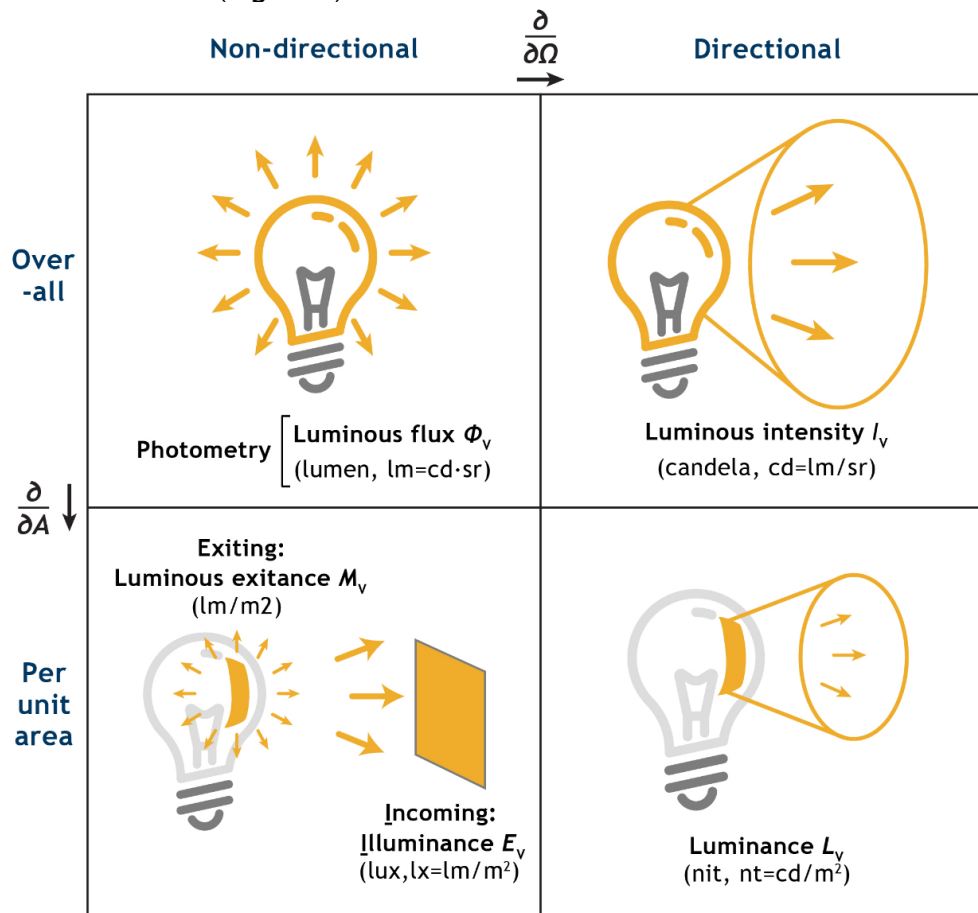 Non-directional
∂
∂Ω
Directional
Over
-all
Photometry
Luminous flux Φv
(lumen, lm=cd·sr)
Luminous intensity Iv
(candela, cd=lm/sr)
∂
∂A
Exiting:
Luminous exitance Mv
(lm/m2)
Per
unit
area
Incoming:
Illuminance Ev
(lux,lx=lm/m²)
Luminance Lv
(nit, nt=cd/m²)